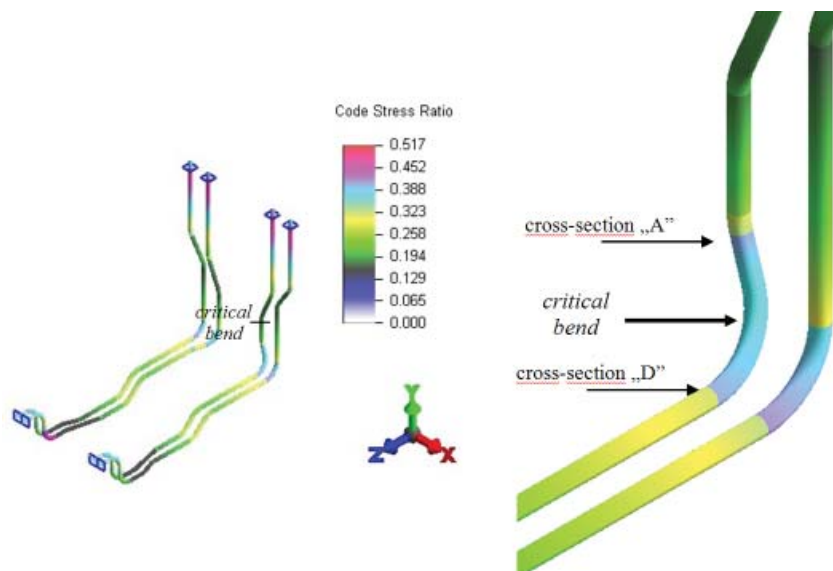 Code Stress Ratio
0.517
0.452
0.388
0.323
0.258
0.194
0.129
0.065
0.000
critical
bend
Y
Z
X
cross-section „A”
critical
bend
cross-section „D”